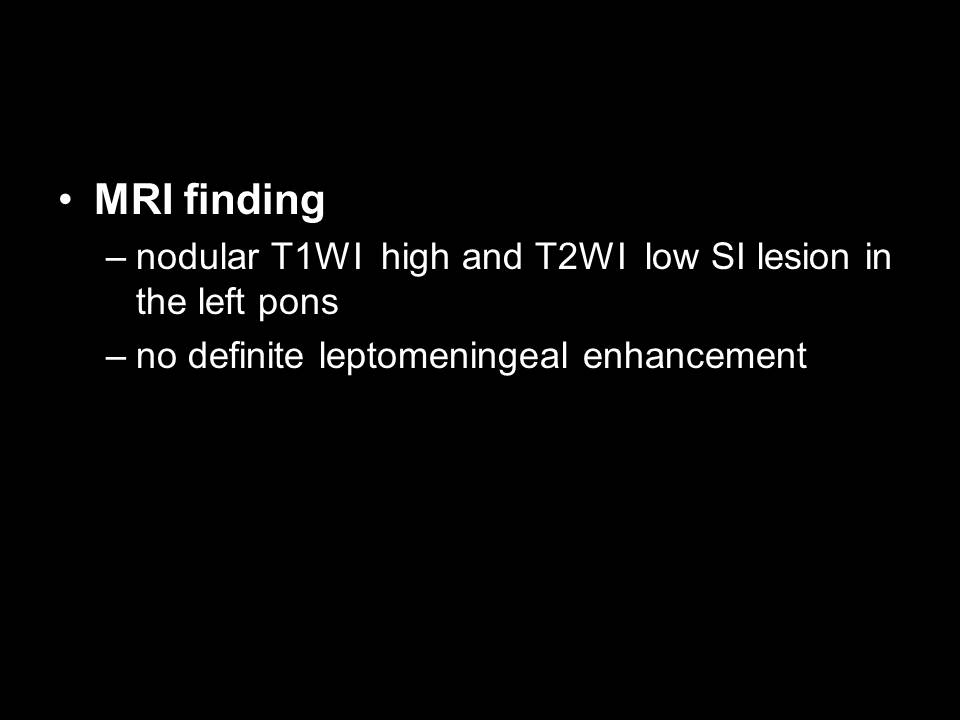 • MRI finding
– nodular T1WI high and T2WI low SI lesion in
the left pons
– no definite leptomeningeal enhancement